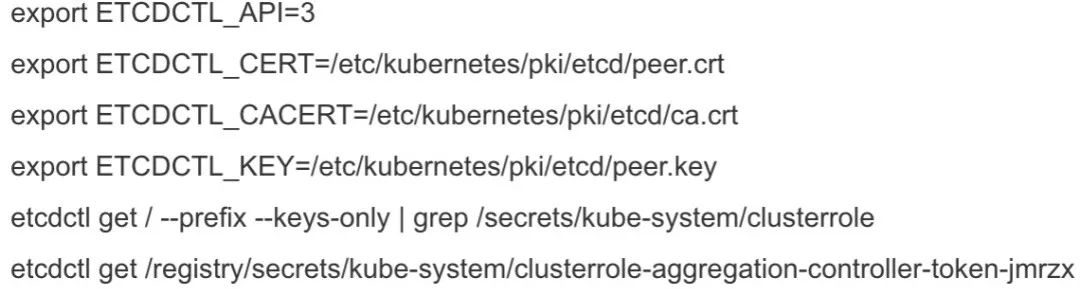 export ETCDCTL_API=3
export ETCDCTL_CERT=/etc/kubernetes/pki/etcd/peer.crt
export ETCDCTL_CACERT=/etc/kubernetes/pki/etcd/ca.crt
export ETCDCTL_KEY=/etc/kubernetes/pki/etcd/peer.key
etcdctl get / --prefix --keys-only | grep /secrets/kube-system/clusterrole
etcdctl get /registry/secrets/kube-system/clusterrole-aggregation-controller-token-jmrzx